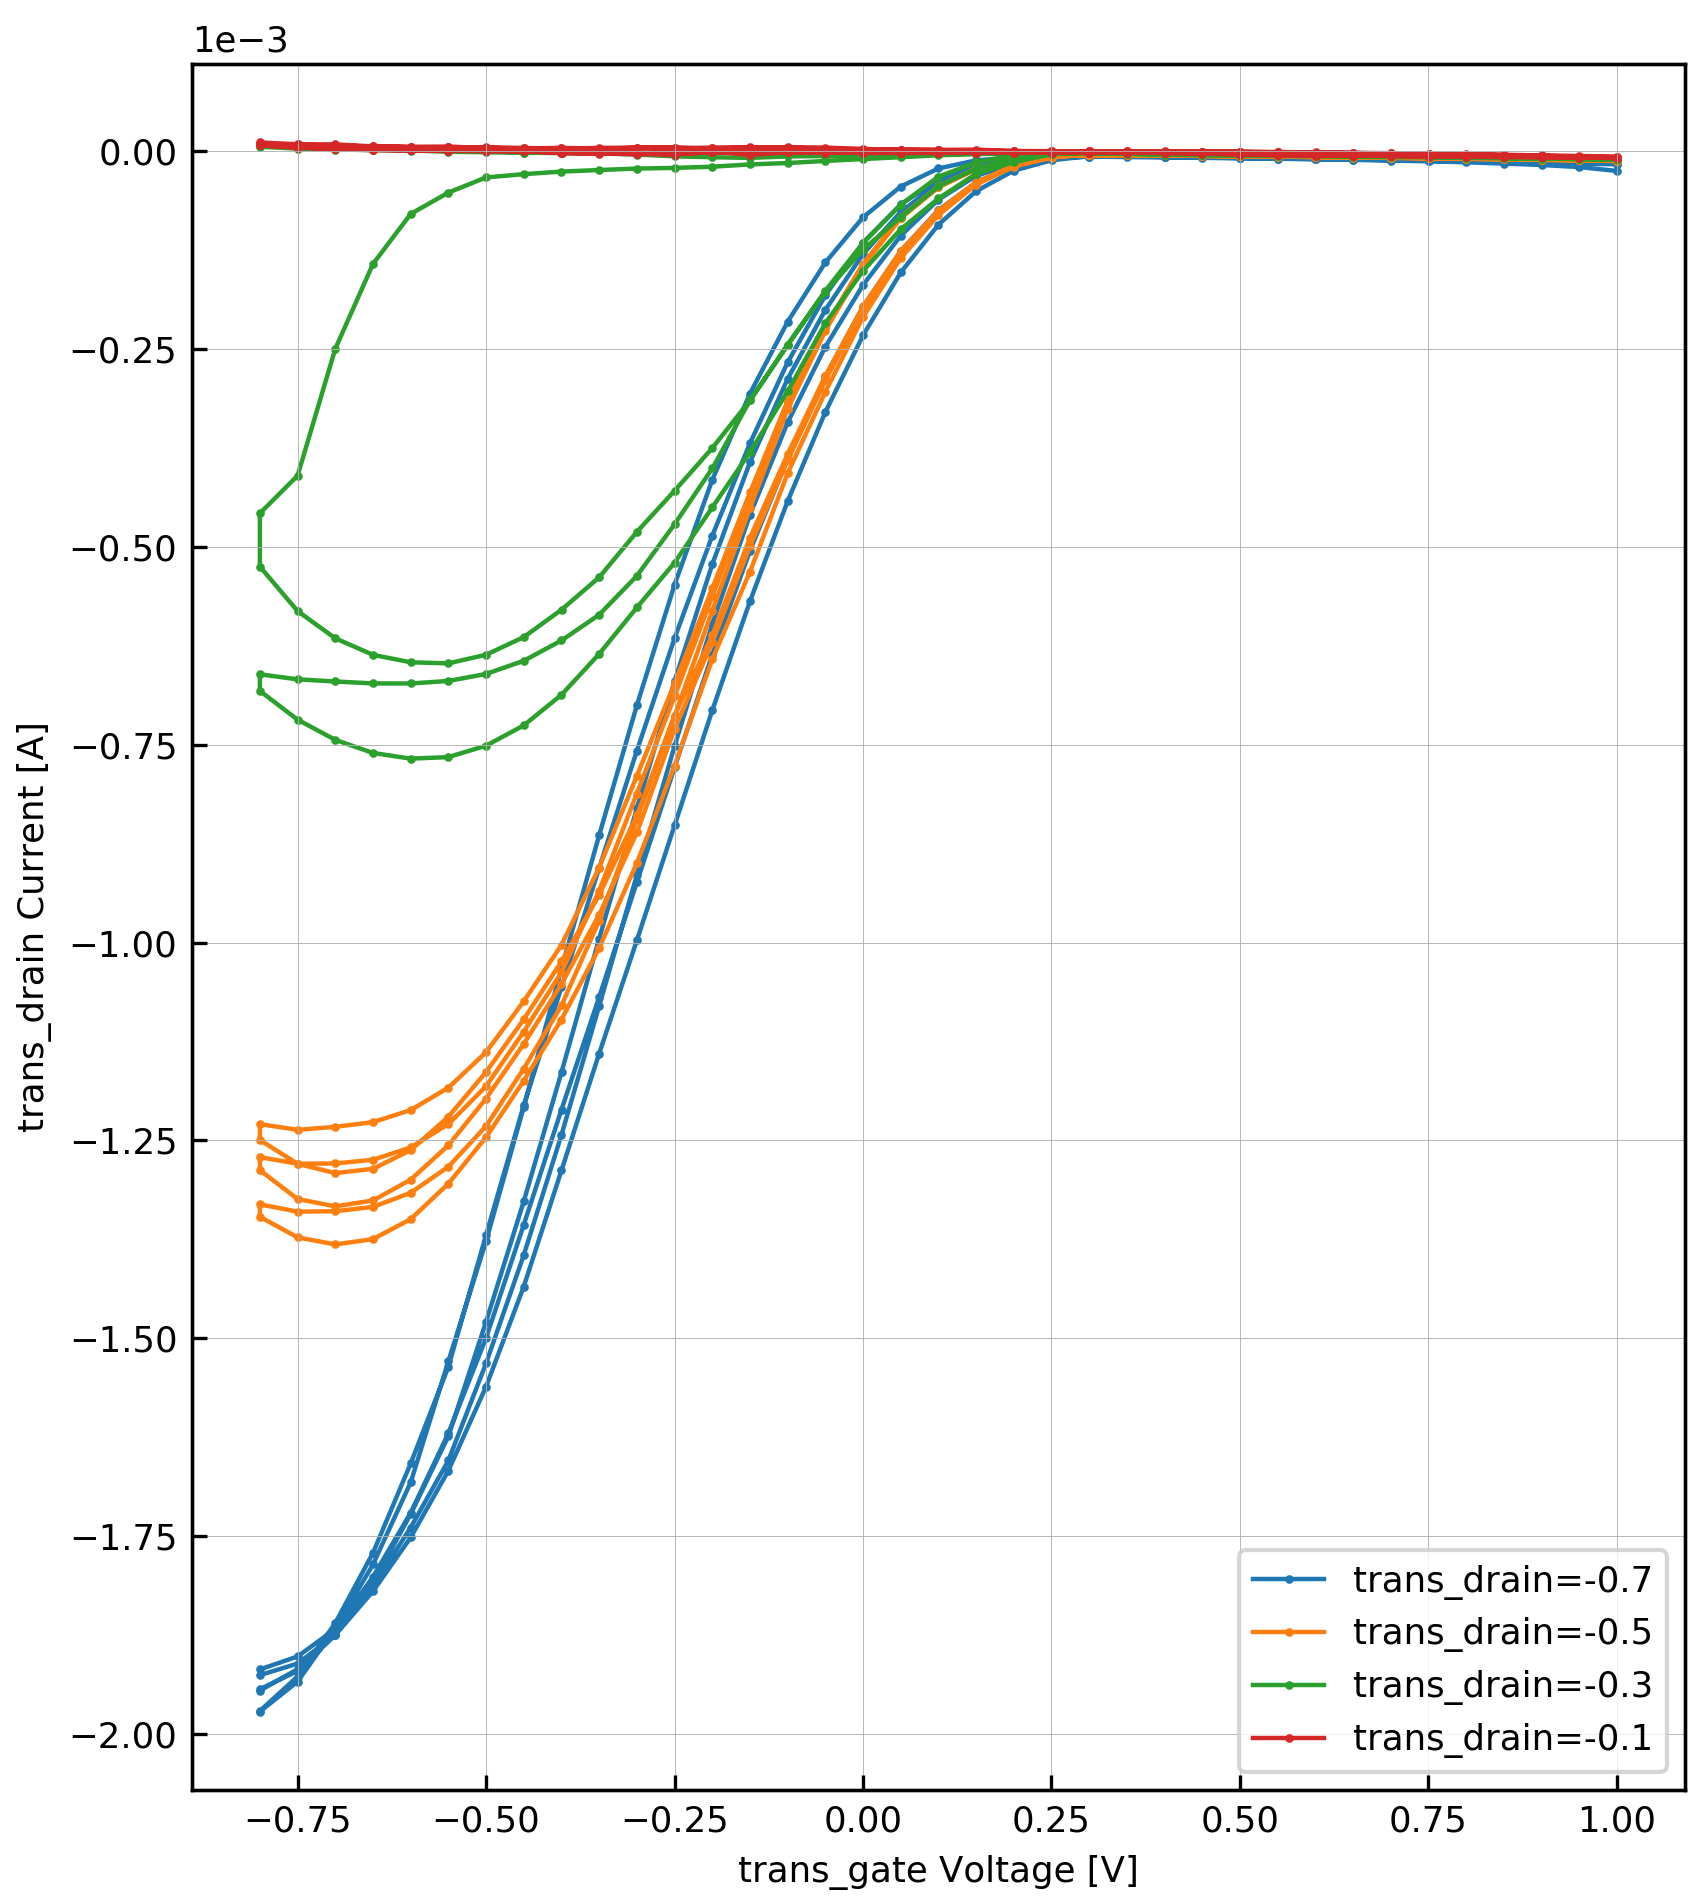 1e−3
0.00
−0.25
−0.50
−0.75
−1.00
−1.25
−1.50
−1.75
−2.00
trans_drain Current [A]
trans_drain=-0.7
trans_drain=-0.5
trans_drain=-0.3
trans_drain=-0.1
−0.75 −0.50 −0.25 0.00 0.25 0.50 0.75 1.00
trans_gate Voltage [V]